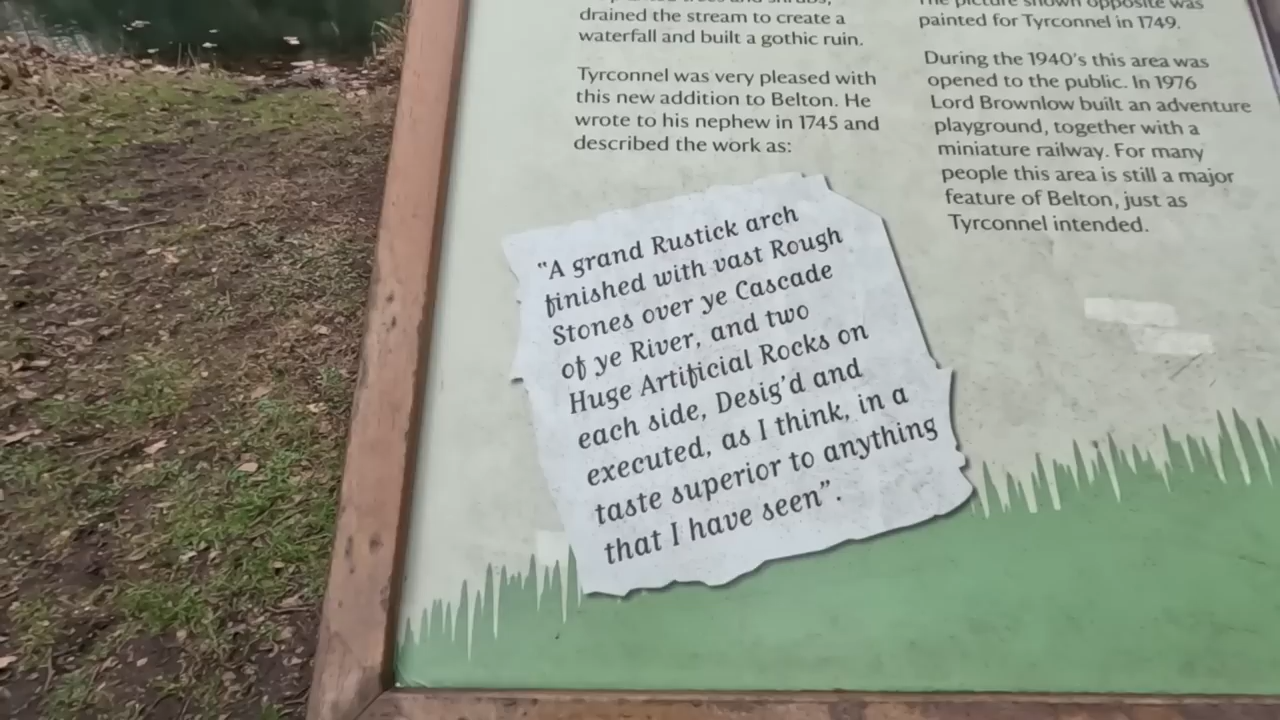 drained the stream to create a
waterfall and built a gothic ruin.
Tyrconnel was very pleased with
this new addition to Belton. He
wrote to his nephew in 1745 and
described the work as:
"A grand Rustick arch
finished with vast Rough
Stones over ye Cascade
of ye River, and two
Huge Artificial Rocks on
each side, Desig'd and
executed, as I think, in a
taste superior to anything
that I have seen".
The picture shown opposite was
painted for Tyrconnel in 1749.
During the 1940's this area was
opened to the public. In 1976
Lord Brownlow built an adventure
playground, together with a
miniature railway. For many
people this area is still a major
feature of Belton, just as
Tyrconnel intended.